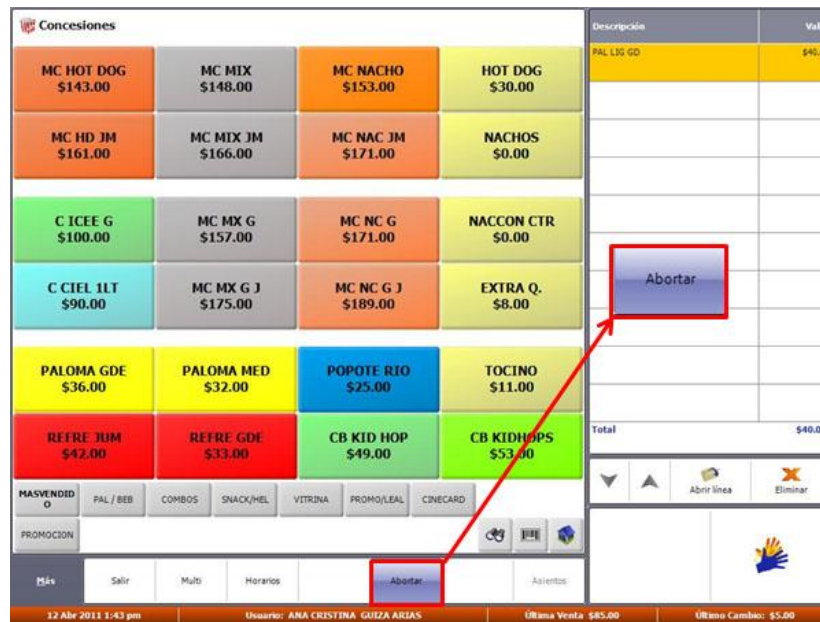 Concesiones
MC HOT DOG
$143.00
MC MIX
$148.00
MC NACHO
$153.00
HOT DOG
$30.00
MC HD JM
$161.00
MC MIX JM
$166.00
MC NAC JM
$171.00
NACHOS
$0.00
C ICEE G
$100.00
MC MX G
$157.00
MC NC G
$171.00
NACCON CTR
$0.00
C CIEL 1LT
$90.00
MC MX G J
$175.00
MC NC G J
$189.00
EXTRA Q.
$8.00
PALOMA GDE
$36.00
PALOMA MED
$32.00
POPOTE RIO
$25.00
TOCINO
$11.00
REFRE JUM
$42.00
REFRE GDE
$33.00
CB KID HOP
$49.00
CB KIDHOPS
$53.00
MASVENDID
O
PAL / BEB
COMBOS
SNACK/HEL
VITRINA
PROMO/LEAL
CINECARD
PROMOCION
Más
Salir
Multi
Horarios
Abortar
Asientos
Descripción
Val
PAL LIG GD
$40.
Abortar
Total
$40.0
Abrir línea
Eliminar
12 Abr 2011 1:43 pm
Usuario: ANA CRISTINA GUIZA ARIAS
Última Venta $85.00
Último Cambio: $5.00